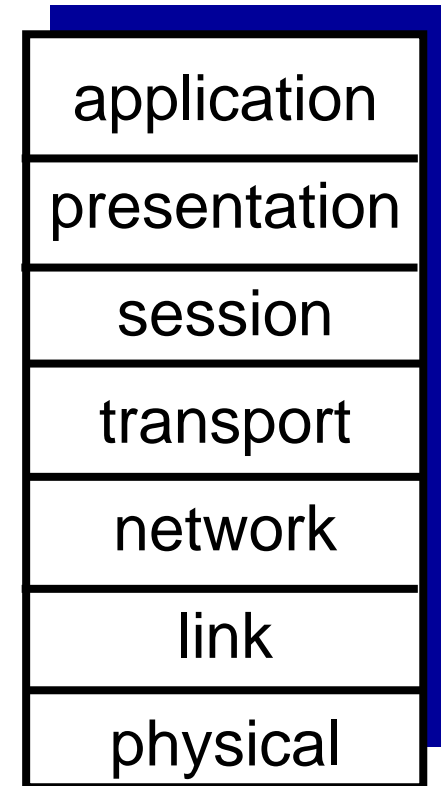 application
presentation
session
transport
network
link
physical